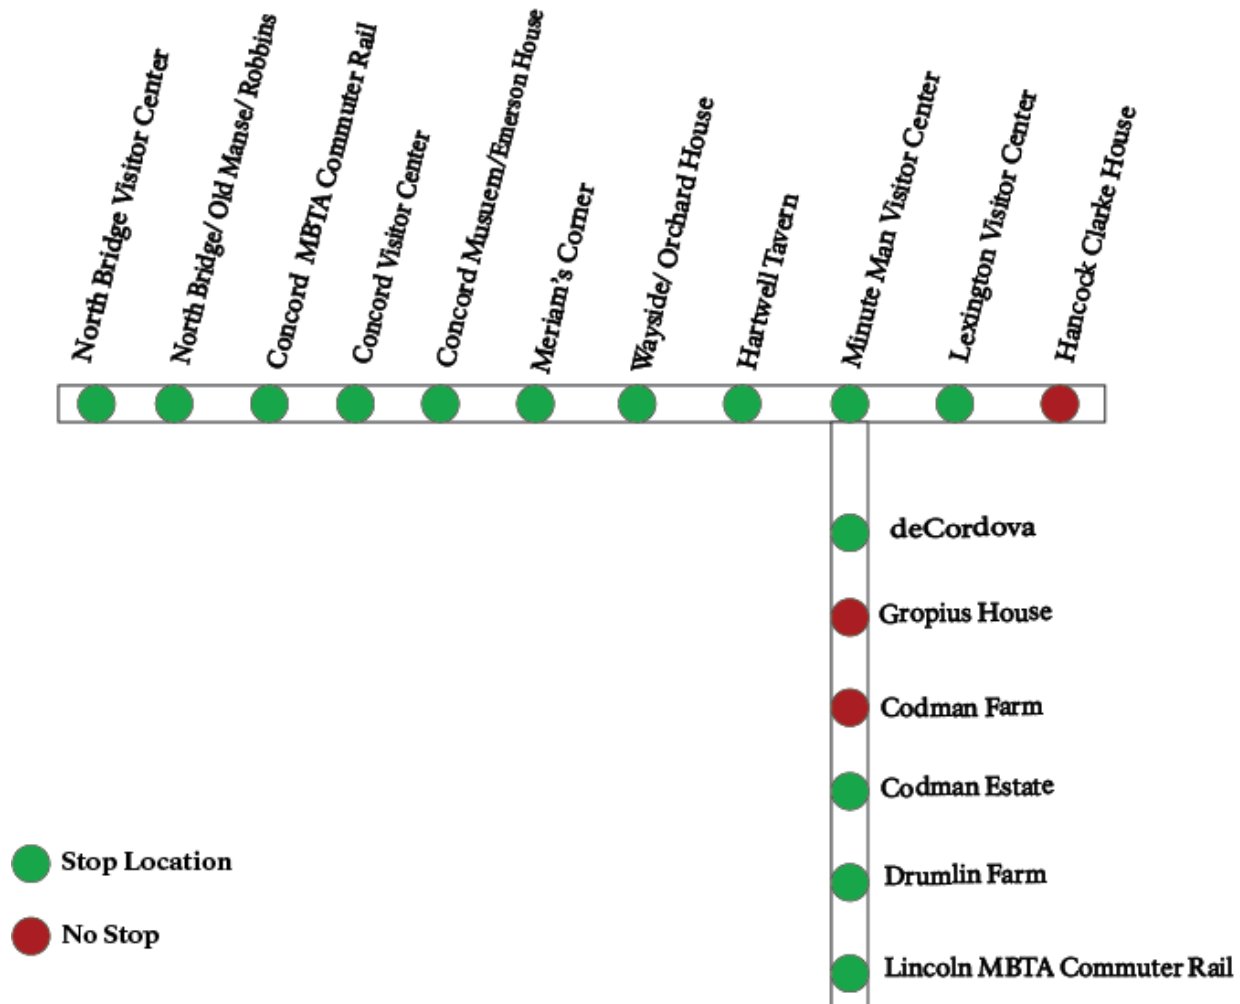 North Bridge Visitor Center
North Bridge/ Old Manse/ Robbins
Concord MBTA Commuter Rail
Concord Visitor Center
Concord Musuem/Emerson House
Meriam's Corner
Wayside/ Orchard House
Hartwell Tavern
Minute Man Visitor Center
Lexington Visitor Center
Hancock Clarke House
deCordova
Gropius House
Codman Farm
Codman Estate
Drumlin Farm
Lincoln MBTA Commuter Rail
Stop Location
No Stop